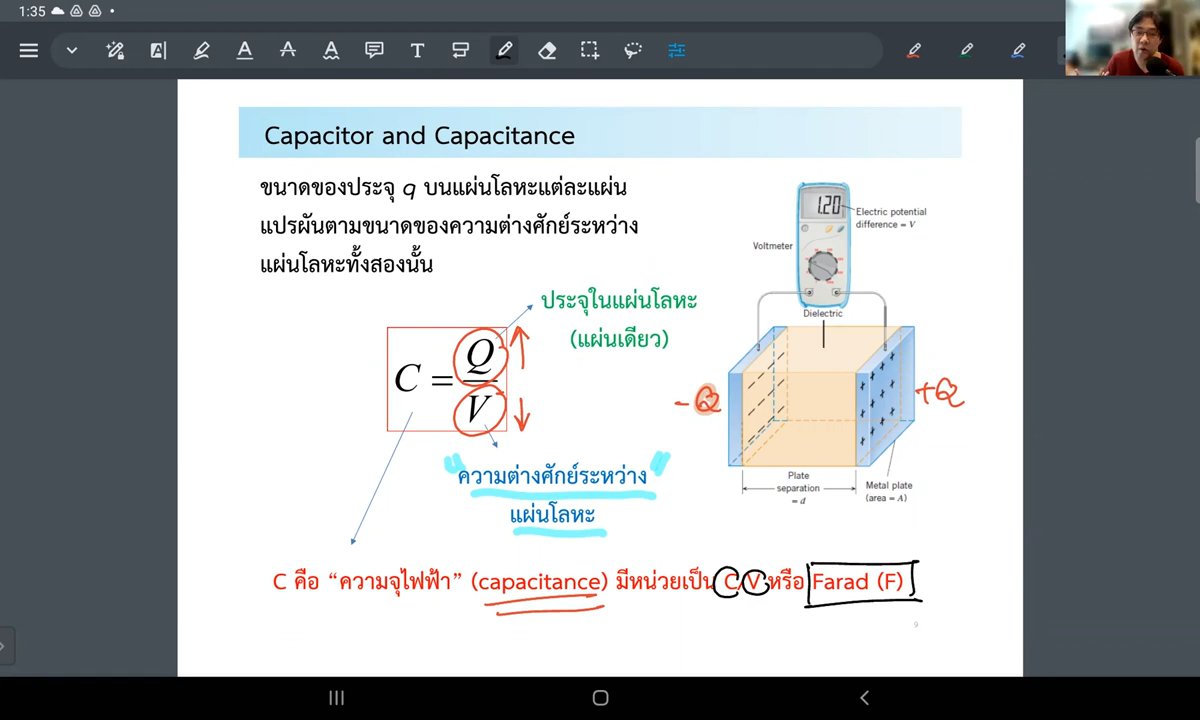 1:35
T
Capacitor and Capacitance
ขนาดของประจุ q บนแผ่นโลหะแต่ละแผ่น
แปรผันตามขนาดของความต่างศักย์ระหว่าง
แผ่นโลหะทั้งสองนั้น
ประจุในแผ่นโลหะ
(แผ่นเดียว)
C = Q
V
"ความต่างศักย์ระหว่าง"
แผ่นโลหะ
1.20
Electric potential
difference = V
Voltmeter
Dielectric
-Q
+Q
Plate
separation
= d
Metal plate
(area = A)
C คือ “ความจุไฟฟ้า” (capacitance) มีหน่วยเป็น C/V หรือ Farad (F)
9